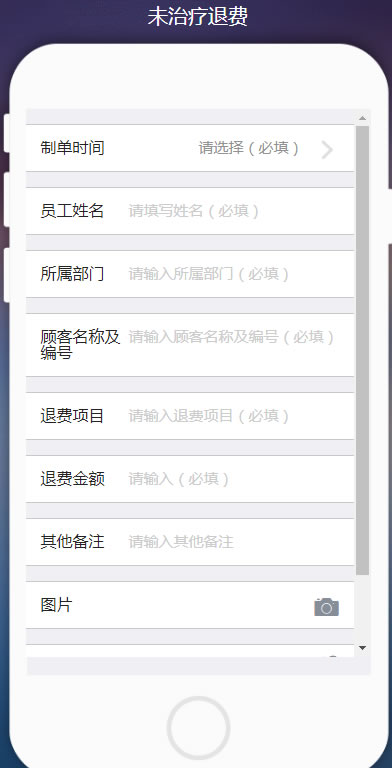 未治疗退费
制单时间 请选择（必填）
员工姓名 请填写姓名（必填）
所属部门 请输入所属部门（必填）
顾客名称及编号 请输入顾客名称及编号（必填）
退费项目 请输入退费项目（必填）
退费金额 请输入（必填）
其他备注 请输入其他备注
图片